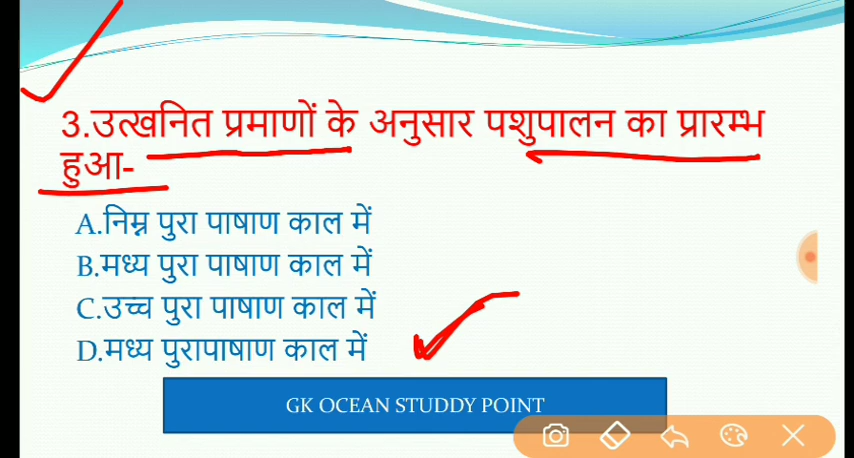 3.उत्खनित प्रमाणों के अनुसार पशुपालन का प्रारम्भ
हुआ-
A.निम्न पुरा पाषाण काल में
B.मध्य पुरा पाषाण काल में
C.उच्च पुरा पाषाण काल में
D.मध्य पुरापाषाण काल में
GK OCEAN STUDDY POINT